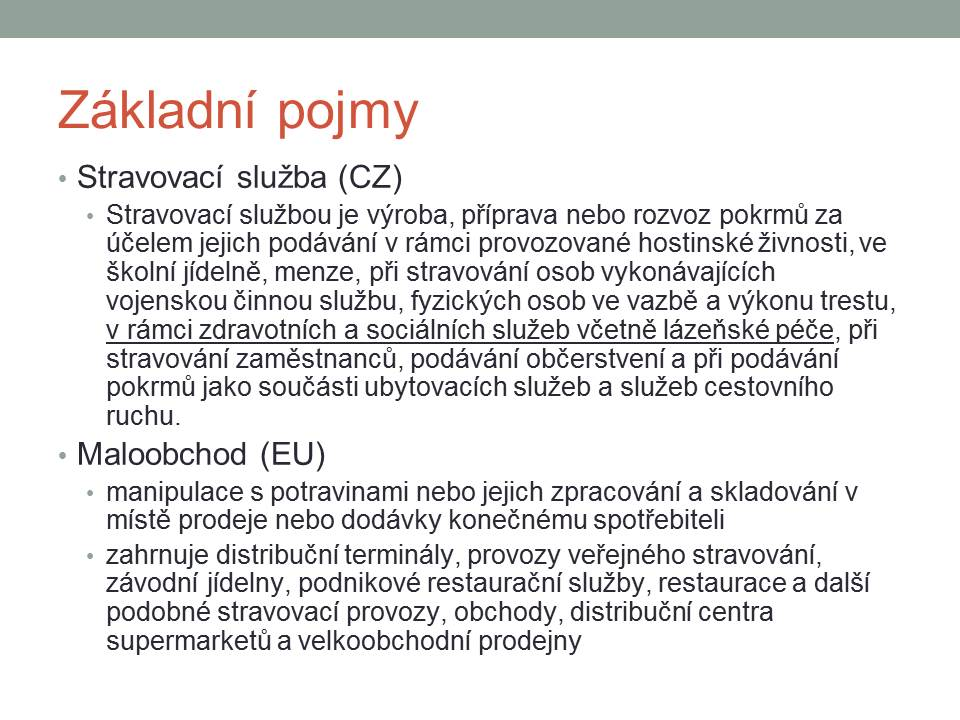 Základní pojmy
• Stravovací služba (CZ)
• Stravovací službou je výroba, příprava nebo rozvoz pokrmů za
účelem jejich podávání v rámci provozované hostinské živnosti, ve
školní jídelně, menze, při stravování osob vykonávajících
vojenskou činnou službu, fyzických osob ve vazbě a výkonu trestu,
v rámci zdravotních a sociálních služeb včetně lázeňské péče, při
stravování zaměstnanců, podávání občerstvení a při podávání
pokrmů jako součásti ubytovacích služeb a služeb cestovního
ruchu.
• Maloobchod (EU)
• manipulace s potravinami nebo jejich zpracování a skladování v
místě prodeje nebo dodávky konečnému spotřebiteli
• zahrnuje distribuční terminály, provozy veřejného stravování,
závodní jídelny, podnikové restaurační služby, restaurace a další
podobné stravovací provozy, obchody, distribuční centra
supermarketů a velkoobchodní prodejny